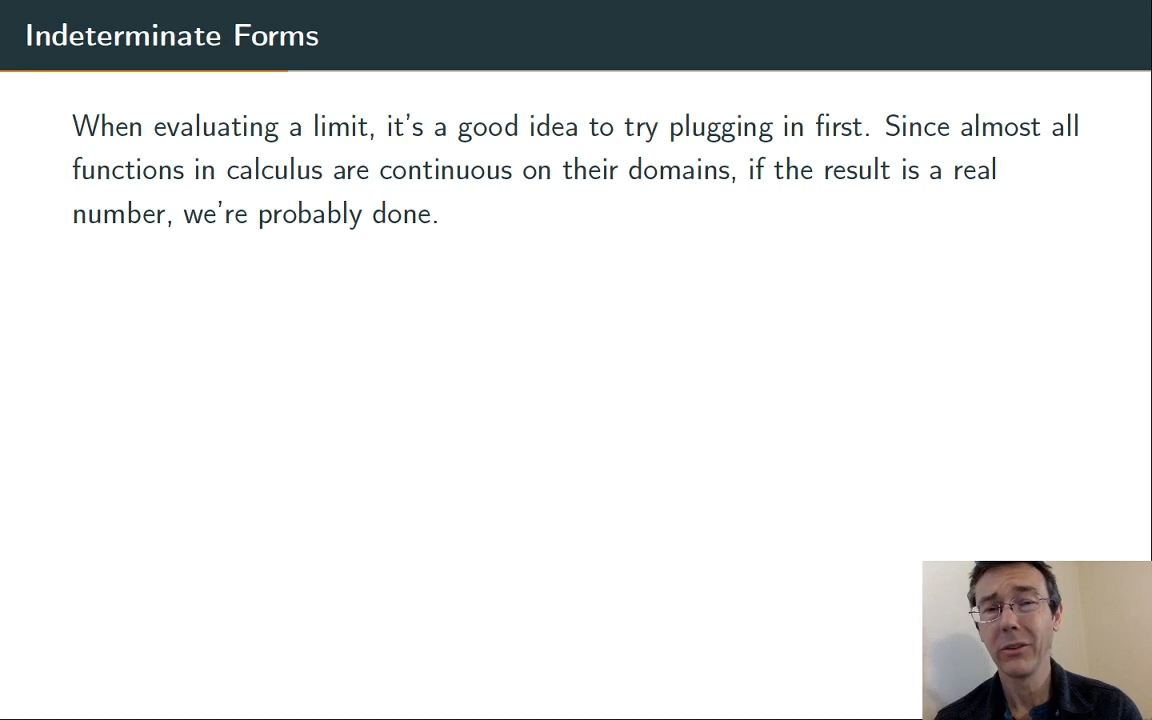 Indeterminate Forms
When evaluating a limit, it's a good idea to try plugging in first. Since almost all
functions in calculus are continuous on their domains, if the result is a real
number, we're probably done.